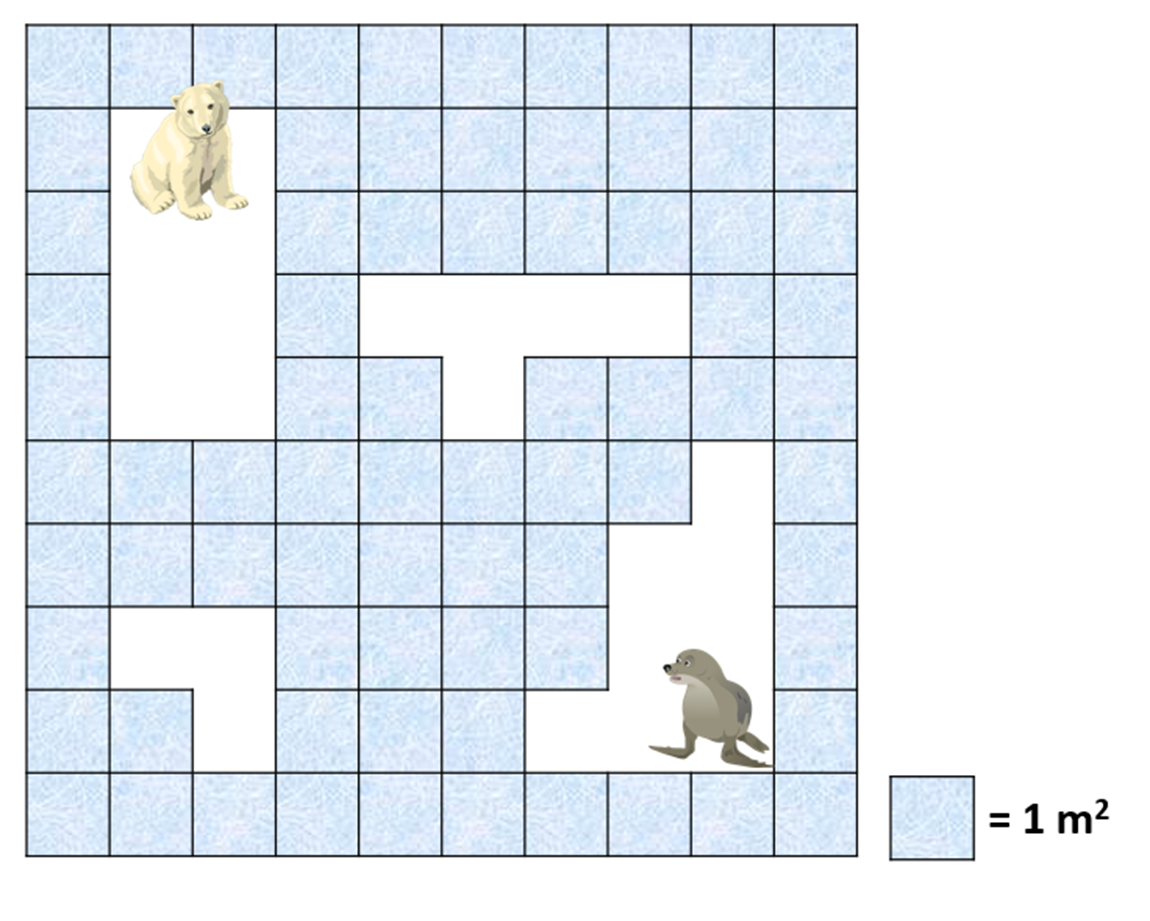 = 1 m²